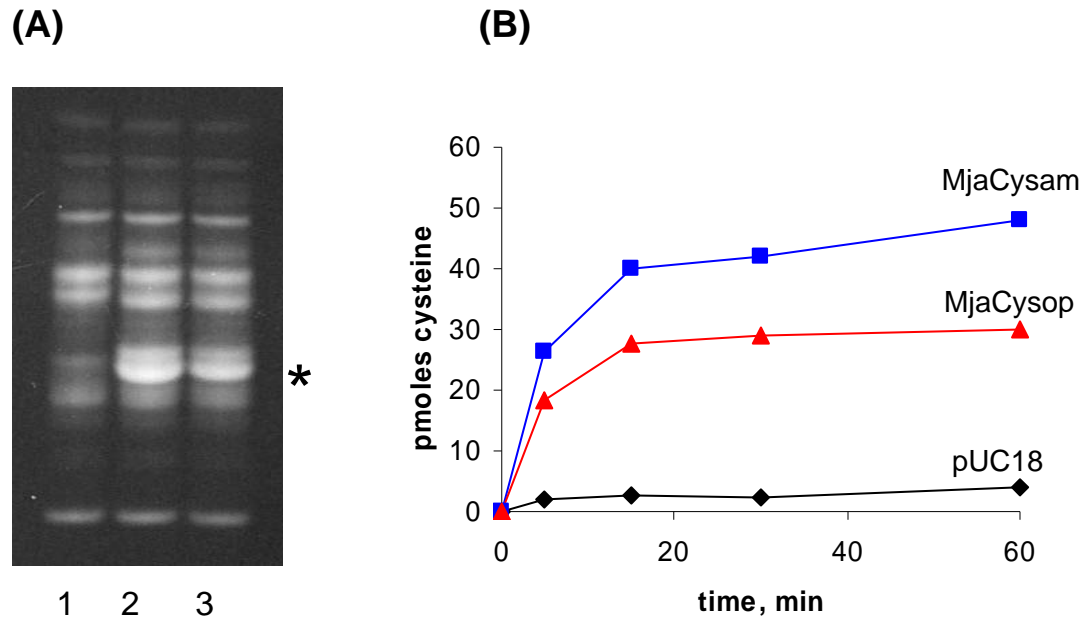 (A)
(B)
*
1 2 3
60
50
40
30
20
10
0
pmoles cysteine
MjaCysam
MjaCysop
pUC18
0 20 40 60
time, min